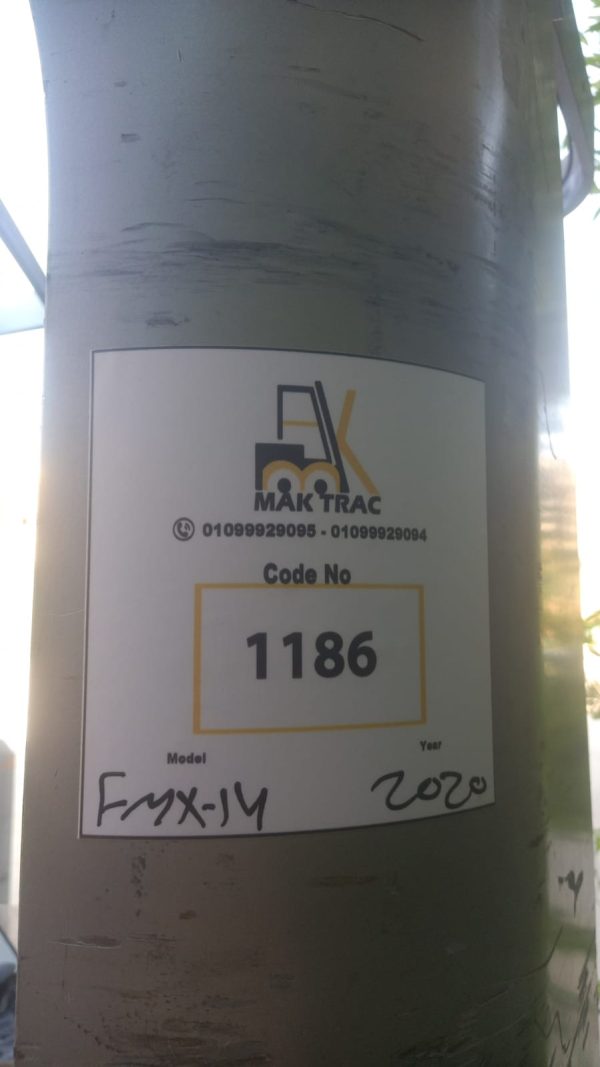 MAK TRAC
01099929095 - 01099929094
Code No
1186
Model Year
FMX-14 2020